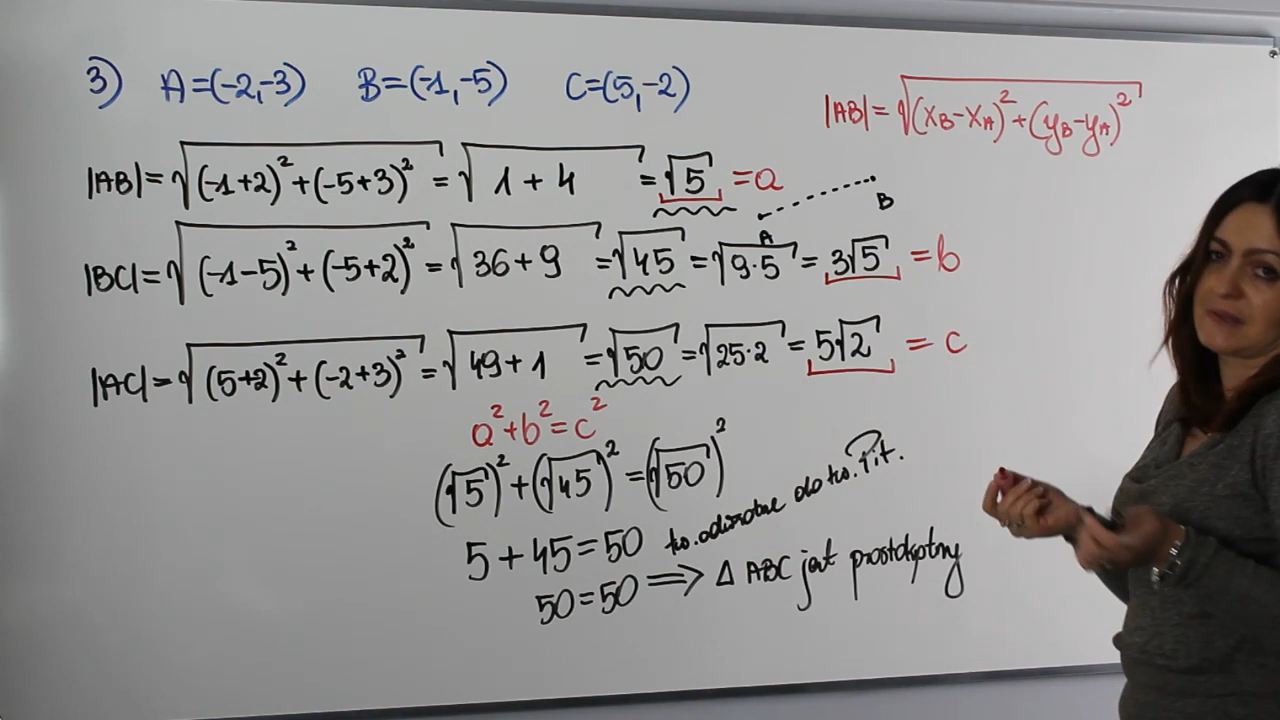 3) A=(-2,-3) B=(-1,-5) C=(5,-2)
|AB|=√((x_B-x_A)²+(y_B-y_A)²)
|AB|=√((-1+2)²+(-5+3)²)=√(1+4)=√5=a
A B
|BC|=√((-1-5)²+(-5+2)²)=√(36+9)=√45=√(9·5)=3√5=b
|AC|=√((5+2)²+(-2+3)²)=√(49+1)=√50=√(25·2)=5√2=c
a²+b²=c²
(√5)²+(√45)²=(√50)²
5+45=50 tw. odwrotne do tw. Pit.
50=50 ⟹ Δ ABC jest prostokątny